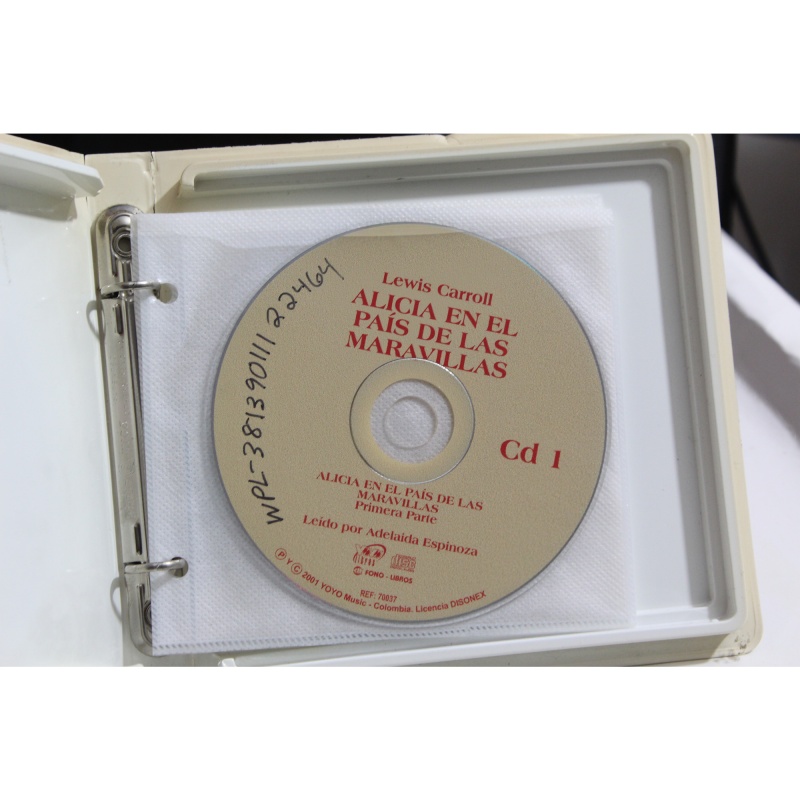 WPL-38139011122464
Lewis Carroll
ALICIA EN EL
PAÍS DE LAS
MARAVILLAS
Cd 1
ALICIA EN EL PAÍS DE LAS
MARAVILLAS
Primera Parte
Leído por Adelaida Espinoza
FONO - LIBROS
REF: 70037
Ⓟ Y Ⓒ 2001 YOYO Music - Colombia. Licencia DISONEX